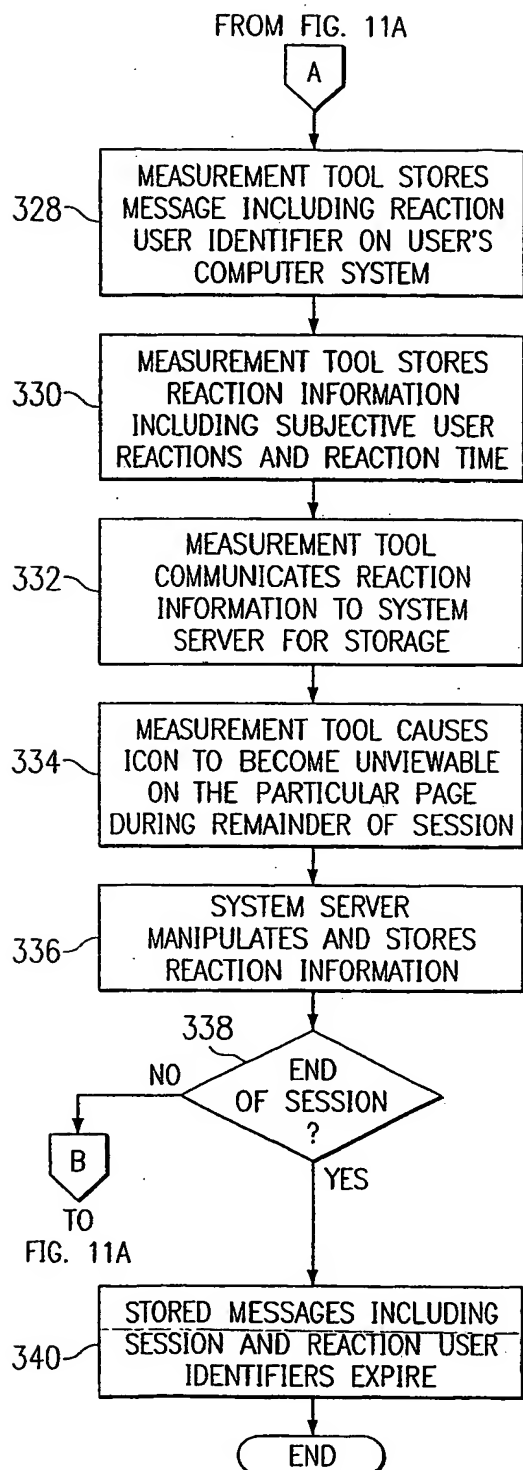 FROM FIG. 11A
A
328
MEASUREMENT TOOL STORES
MESSAGE INCLUDING REACTION
USER IDENTIFIER ON USER'S
COMPUTER SYSTEM
330
MEASUREMENT TOOL STORES
REACTION INFORMATION
INCLUDING SUBJECTIVE USER
REACTIONS AND REACTION TIME
332
MEASUREMENT TOOL
COMMUNICATES REACTION
INFORMATION TO SYSTEM
SERVER FOR STORAGE
334
MEASUREMENT TOOL CAUSES
ICON TO BECOME UNVIEWABLE
ON THE PARTICULAR PAGE
DURING REMAINDER OF SESSION
336
SYSTEM SERVER
MANIPULATES AND STORES
REACTION INFORMATION
338
END
OF SESSION
?
NO
B
TO
FIG. 11A
YES
340
STORED MESSAGES INCLUDING
SESSION AND REACTION USER
IDENTIFIERS EXPIRE
END